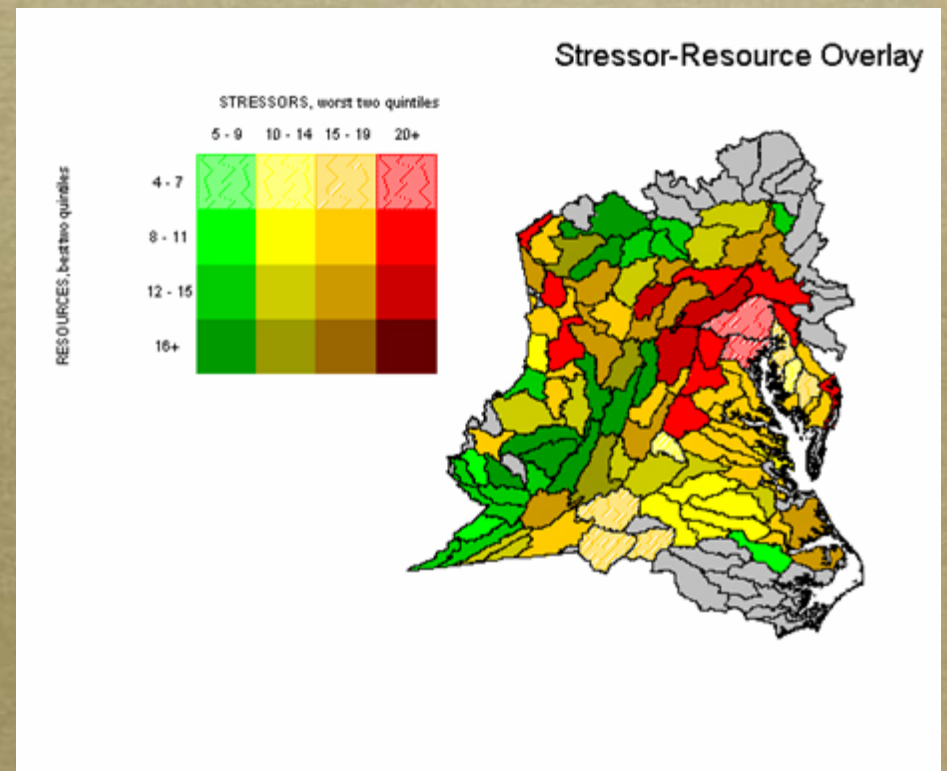 Stressor-Resource Overlay
STRESSORS, worst two quintiles
5 - 9 10 - 14 15 - 19 20+
RESOURCES, best two quintiles
4 - 7
8 - 11
12 - 15
16+